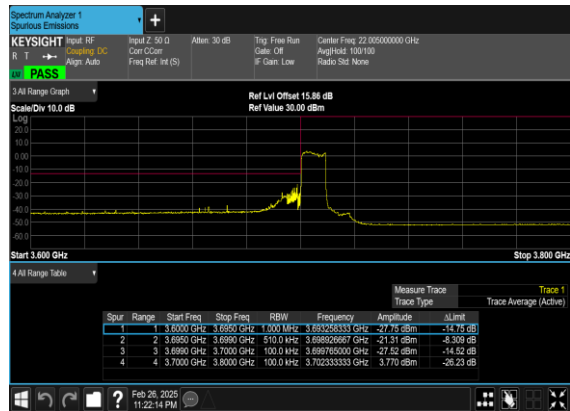 Spectrum Analyzer 1
Spurious Emissions
KEYSIGHT Input: RF Input Z: 50 Ω Atten: 30 dB Trig: Free Run Center Freq: 22.005000000 GHz
R T Coupling: DC Corr CCorr Gate: Off Avg|Hold: 100/100
Align: Auto Freq Ref: Int (S) IF Gain: Low Radio Std: None
PASS
3 All Range Graph
Ref Lvl Offset 15.86 dB
Scale/Div 10.0 dB Ref Value 30.00 dBm
Log
20.0
10.0
0.00
-10.0
-20.0
-30.0
-40.0
-50.0
-60.0
Start 3.600 GHz Stop 3.800 GHz
4 All Range Table
Measure Trace Trace 1
Trace Type Trace Average (Active)
Spur Range Start Freq Stop Freq RBW Frequency Amplitude ΔLimit
1 1 3.6000 GHz 3.6950 GHz 1.000 MHz 3.693258333 GHz -27.75 dBm -14.75 dB
2 2 3.6950 GHz 3.6990 GHz 510.0 kHz 3.698926667 GHz -21.31 dBm -8.309 dB
3 3 3.6990 GHz 3.7000 GHz 100.0 kHz 3.699765000 GHz -27.52 dBm -14.52 dB
4 4 3.7000 GHz 3.8000 GHz 100.0 kHz 3.702333333 GHz 3.770 dBm -26.23 dB
Feb 26, 2025
11:22:14 PM